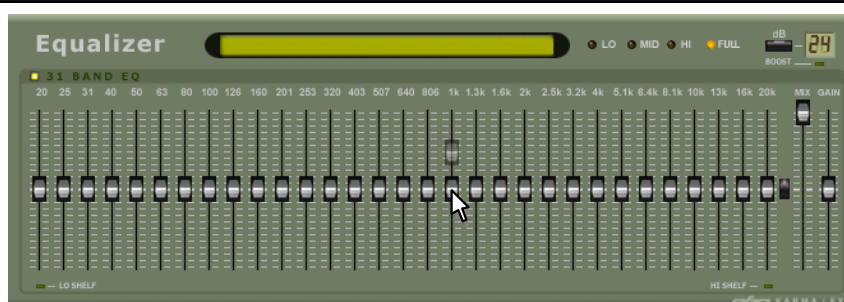 Equalizer
LO MID HI FULL
dB
24
BOOST
31 BAND EQ
20 25 31 40 50 63 80 100 126 160 201 253 320 403 507 640 806 1k 1.3k 1.6k 2k 2.5k 3.2k 4k 5.1k 6.4k 8.1k 10k 13k 16k 20k MIX GAIN
LO SHELF
HI SHELF